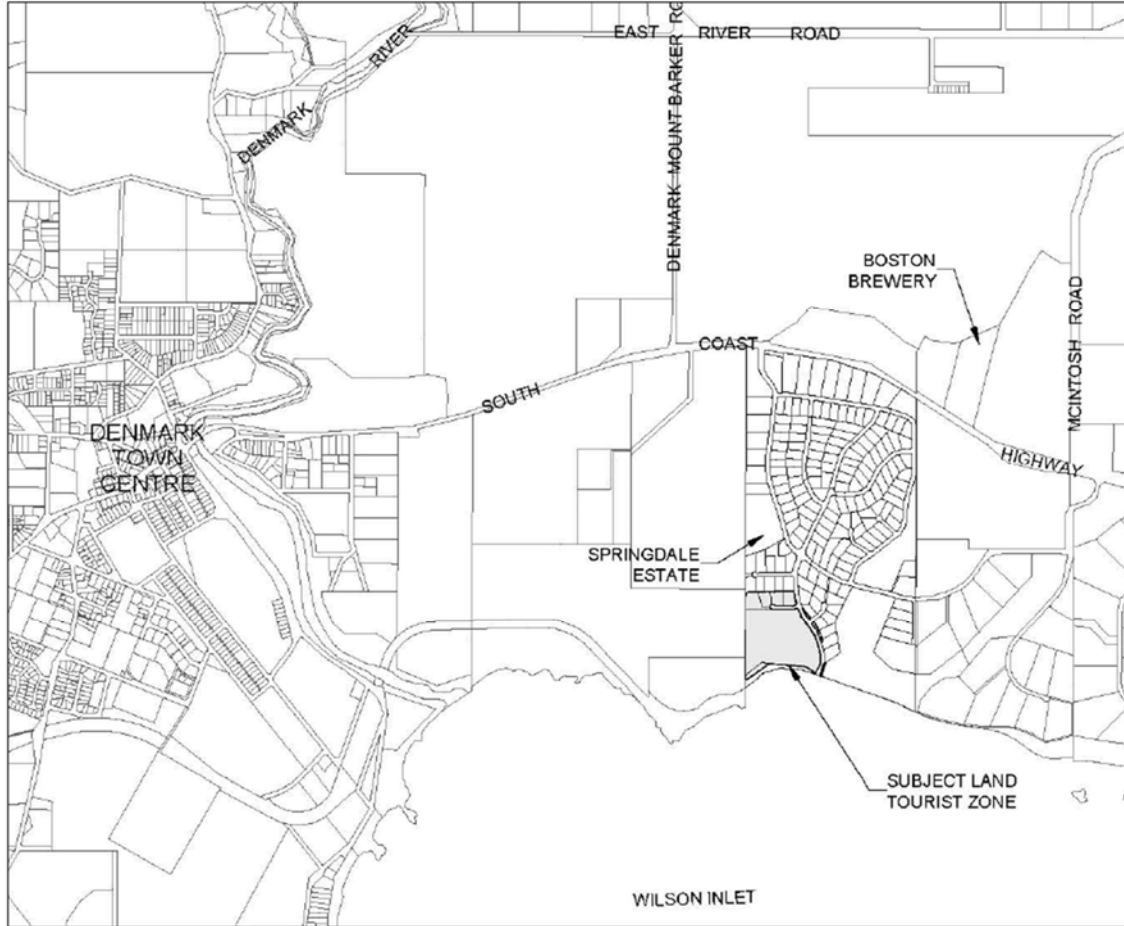 EAST RIVER ROAD
DENMARK RIVER
DENMARK MOUNT BARKER
BOSTON
BREWERY
MCINTOSH ROAD
SOUTH COAST HIGHWAY
DENMARK
TOWN
CENTRE
SPRINGDALE
ESTATE
SUBJECT LAND
TOURIST ZONE
WILSON INLET